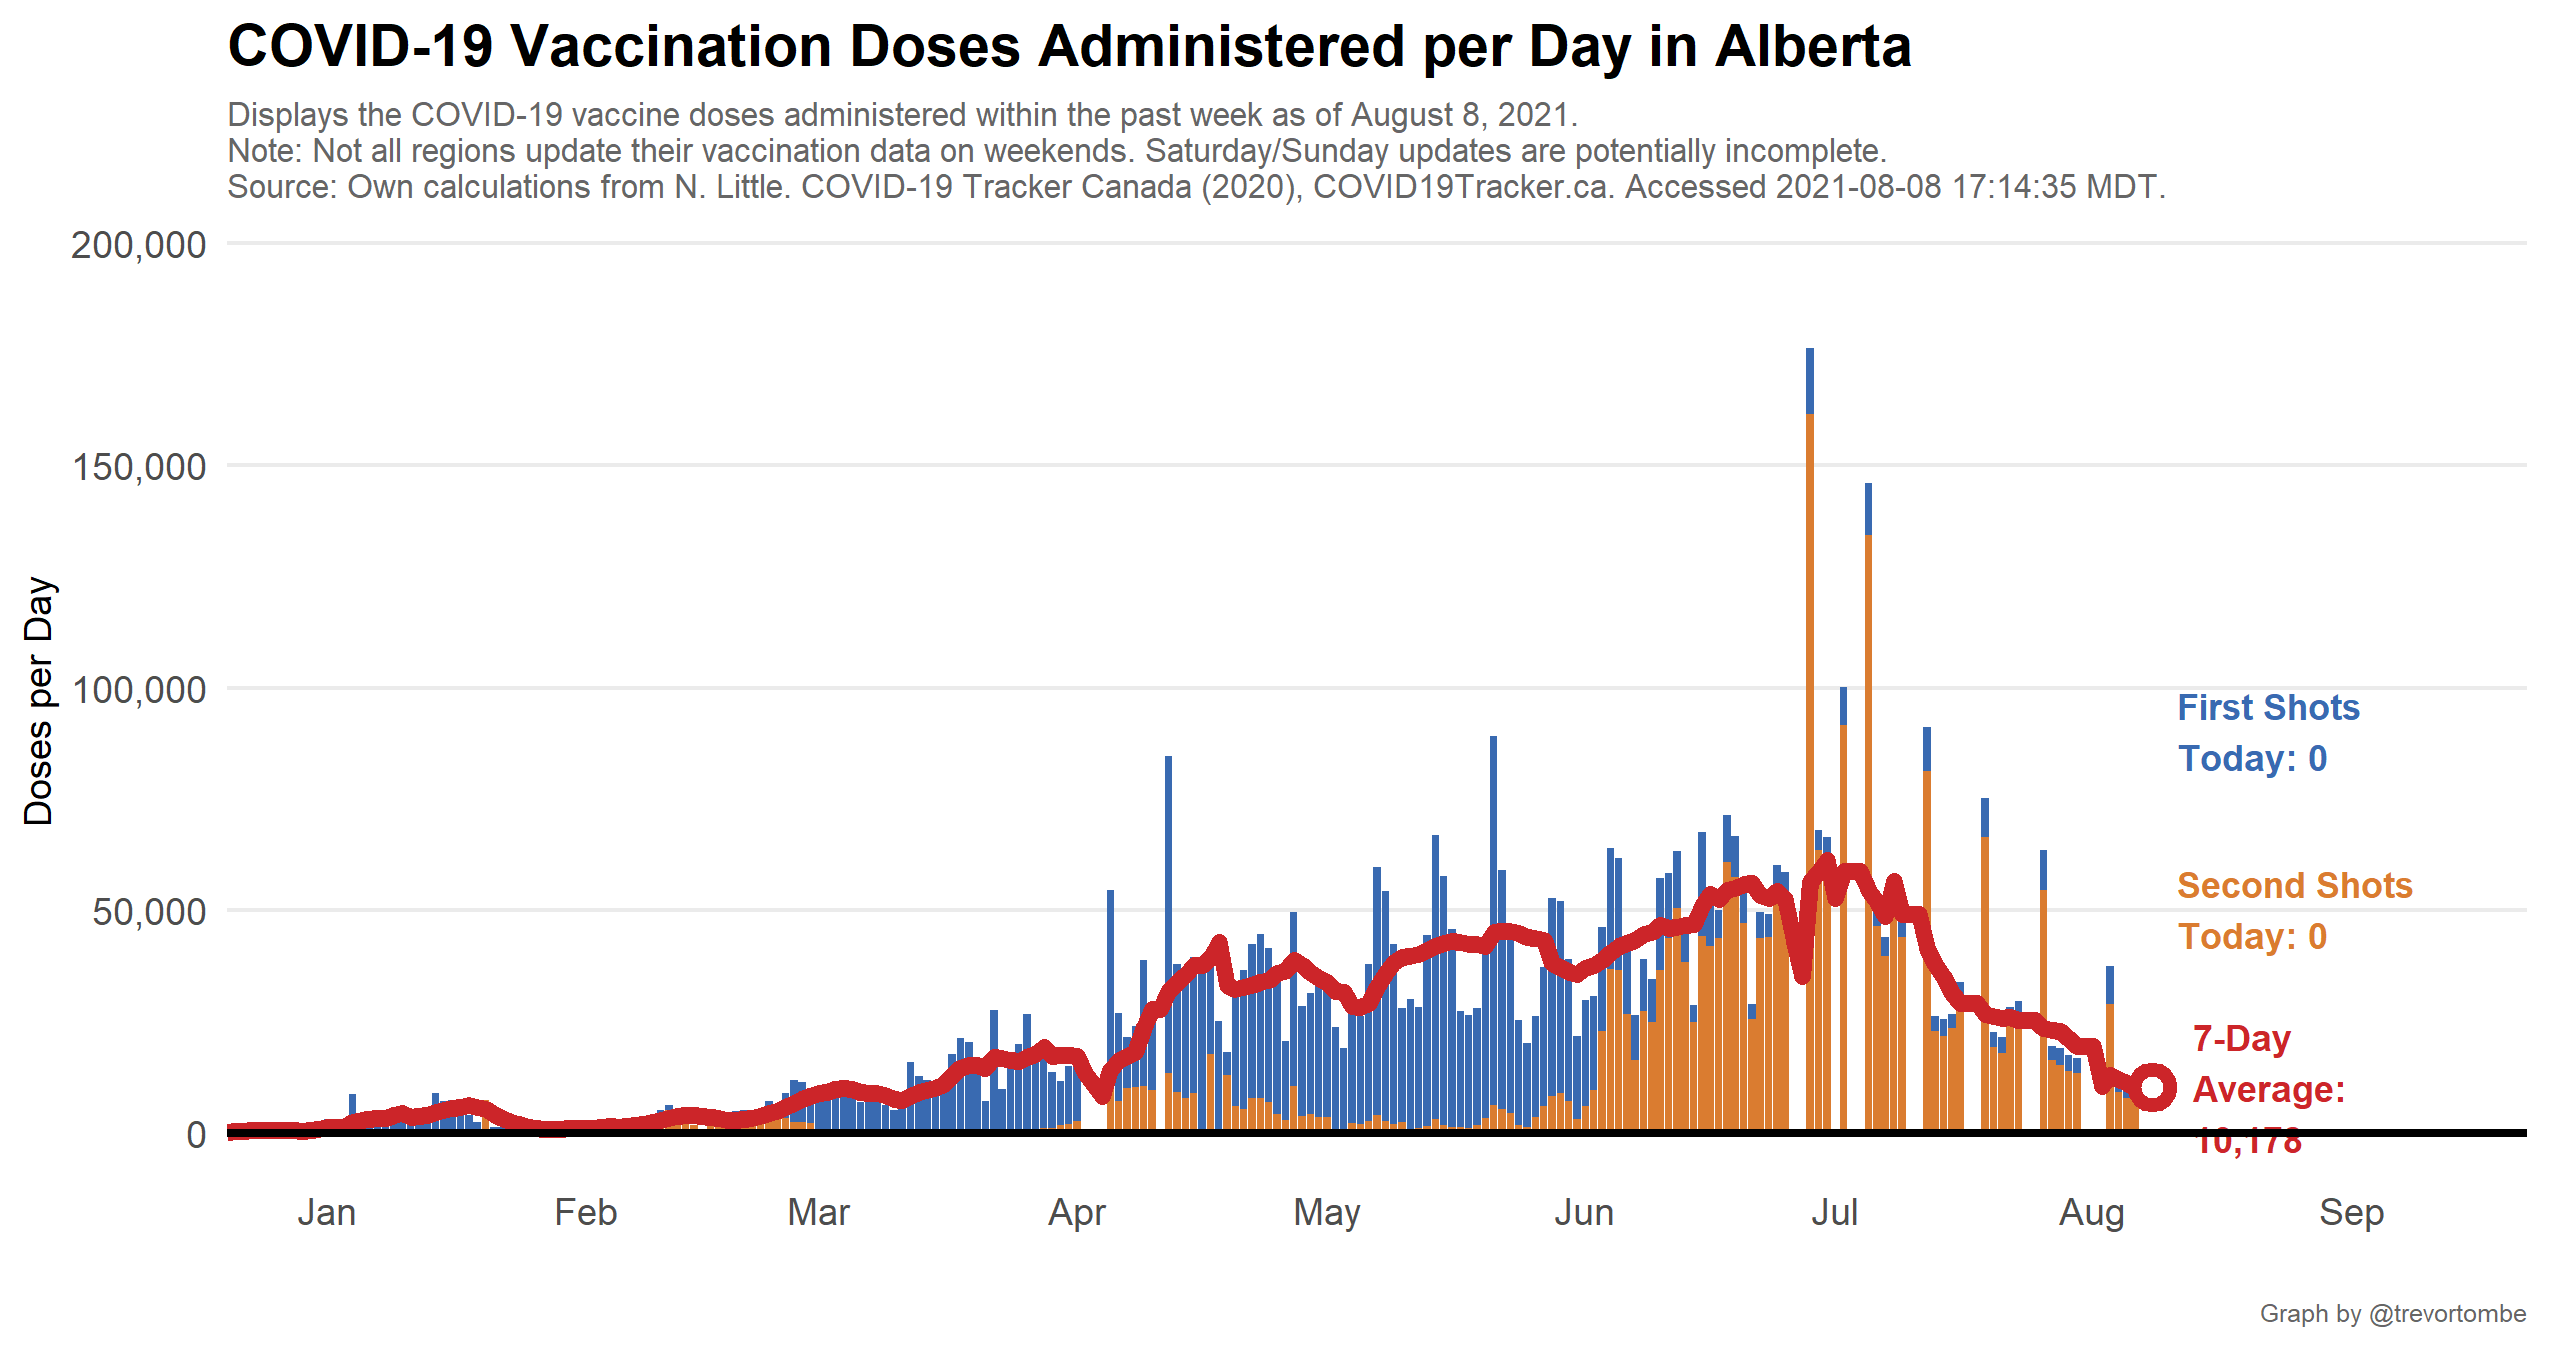 COVID-19 Vaccination Doses Administered per Day in Alberta
Displays the COVID-19 vaccine doses administered within the past week as of August 8, 2021.
Note: Not all regions update their vaccination data on weekends. Saturday/Sunday updates are potentially incomplete.
Source: Own calculations from N. Little. COVID-19 Tracker Canada (2020), COVID19Tracker.ca. Accessed 2021-08-08 17:14:35 MDT.
200,000
150,000
100,000
50,000
0
Doses per Day
First Shots
Today: 0
Second Shots
Today: 0
7-Day
Average:
10,178
Jan Feb Mar Apr May Jun Jul Aug Sep
Graph by @trevortombe